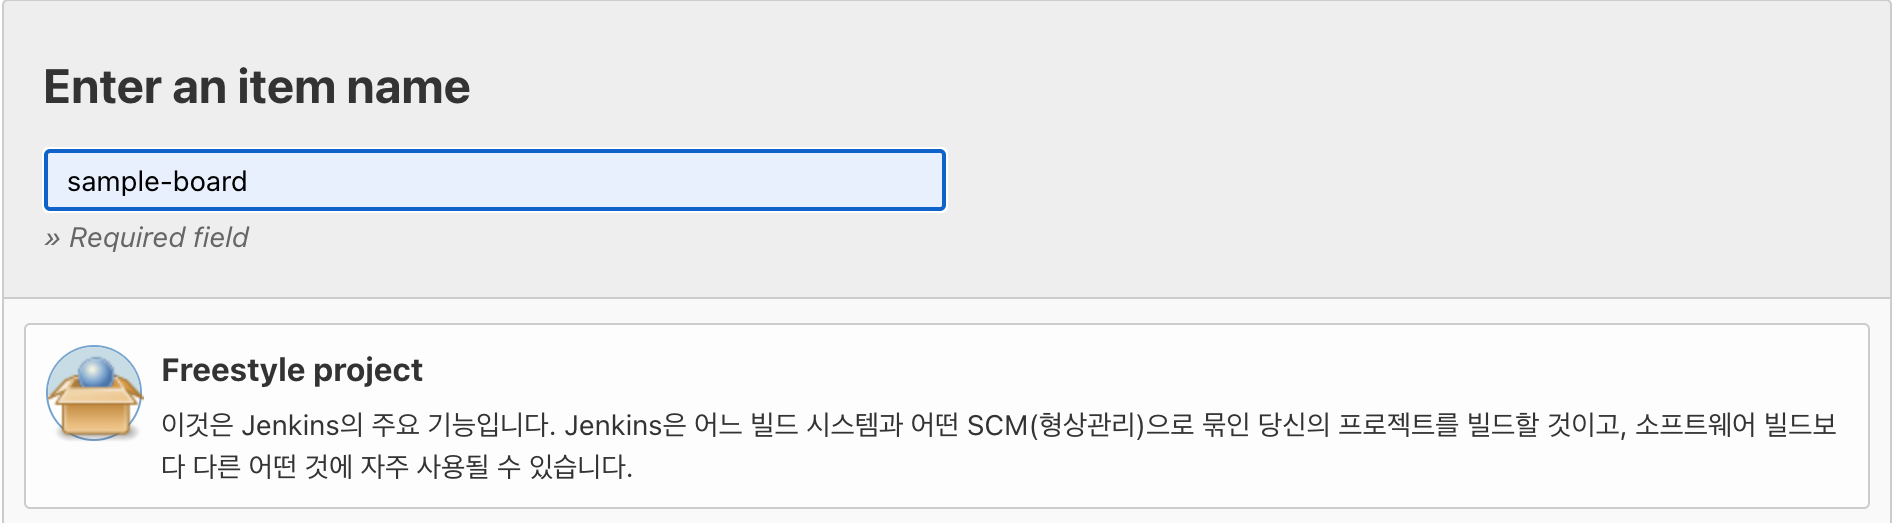 Enter an item name
sample-board
» Required field
Freestyle project
이것은 Jenkins의 주요 기능입니다. Jenkins은 어느 빌드 시스템과 어떤 SCM(형상관리)으로 묶인 당신의 프로젝트를 빌드할 것이고, 소프트웨어 빌드보
다 다른 어떤 것에 자주 사용될 수 있습니다.